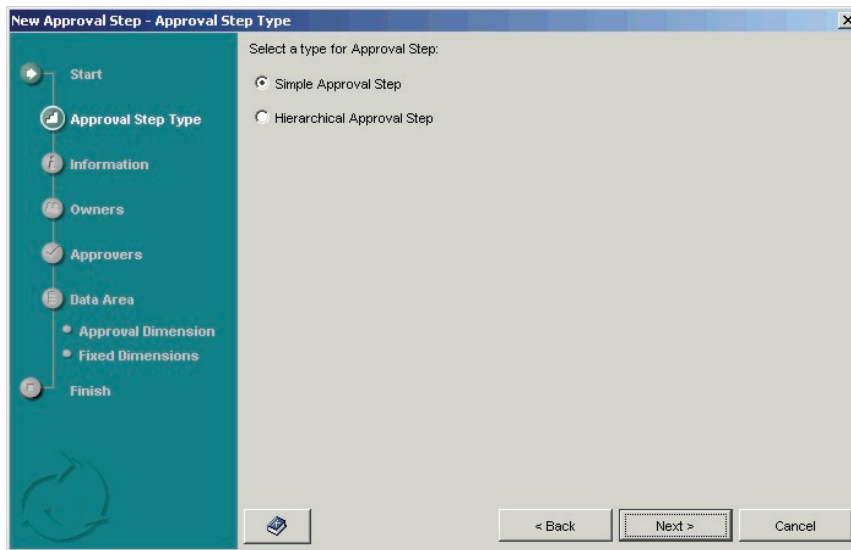 New Approval Step - Approval Step Type
Select a type for Approval Step:
Start
Simple Approval Step
Approval Step Type
Hierarchical Approval Step
Information
Owners
Approvers
Data Area
Approval Dimension
Fixed Dimensions
Finish
< Back
Next >
Cancel